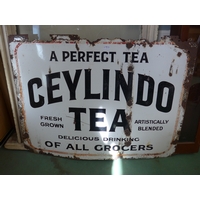 A PERFECT TEA
CEYLINDO
FRESH GROWN TEA ARTISTICALLY BLENDED
DELICIOUS DRINKING
OF ALL GROCERS